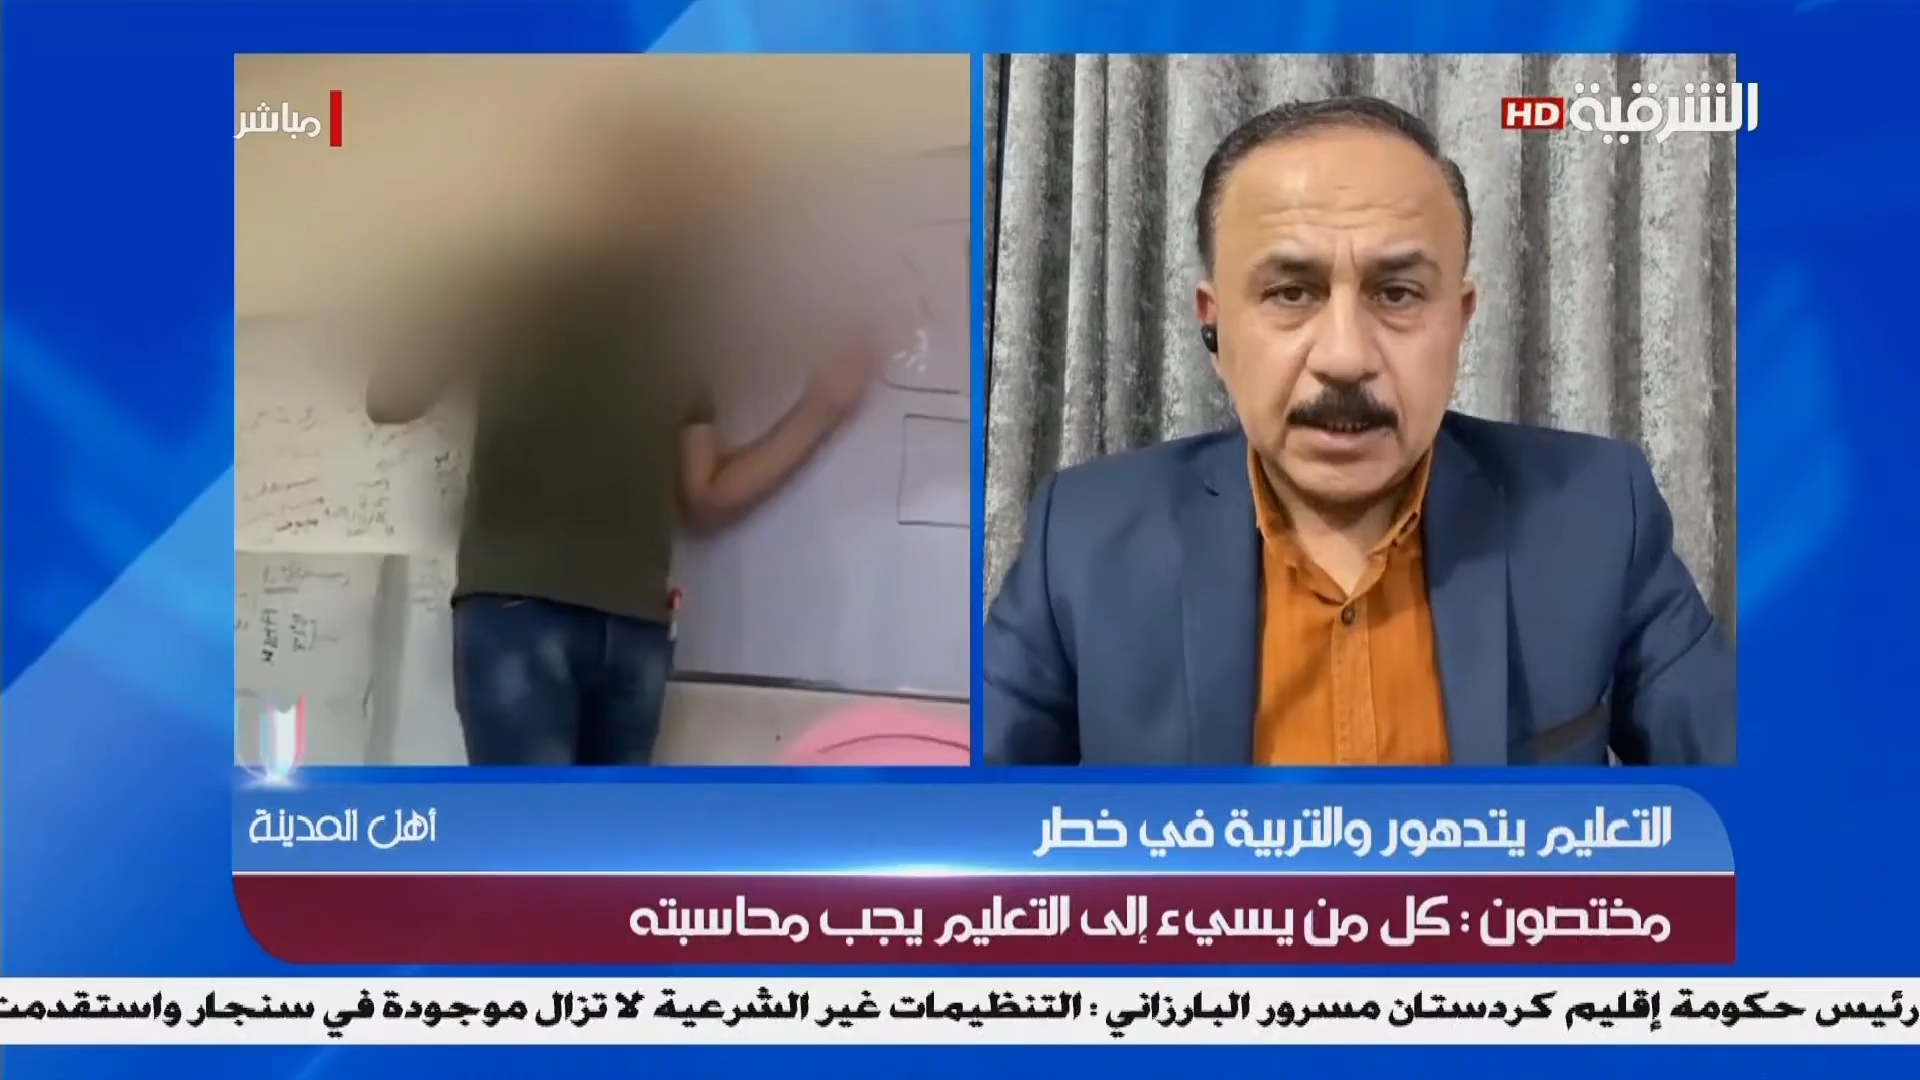 الشرقية HD
مباشر
التعليم يتدهور والتربية في خطر
أهل المدينة
مختصون : كل من يسيء إلى التعليم يجب محاسبته
رئيس حكومة إقليم كردستان مسرور البارزاني : التنظيمات غير الشرعية لا تزال موجودة في سنجار واستقدمت